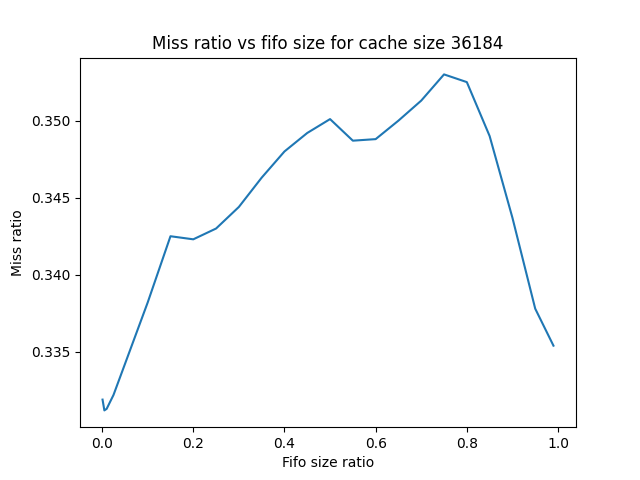 Miss ratio vs fifo size for cache size 36184
0.350
0.345
0.340
0.335
Miss ratio
0.0 0.2 0.4 0.6 0.8 1.0
Fifo size ratio